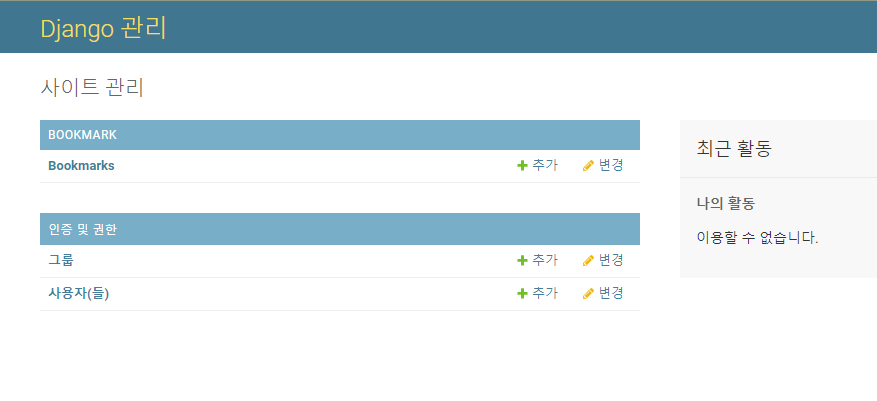 Django 관리
사이트 관리
BOOKMARK
Bookmarks 추가 변경
인증 및 권한
그룹 추가 변경
사용자(들) 추가 변경
최근 활동
나의 활동
이용할 수 없습니다.